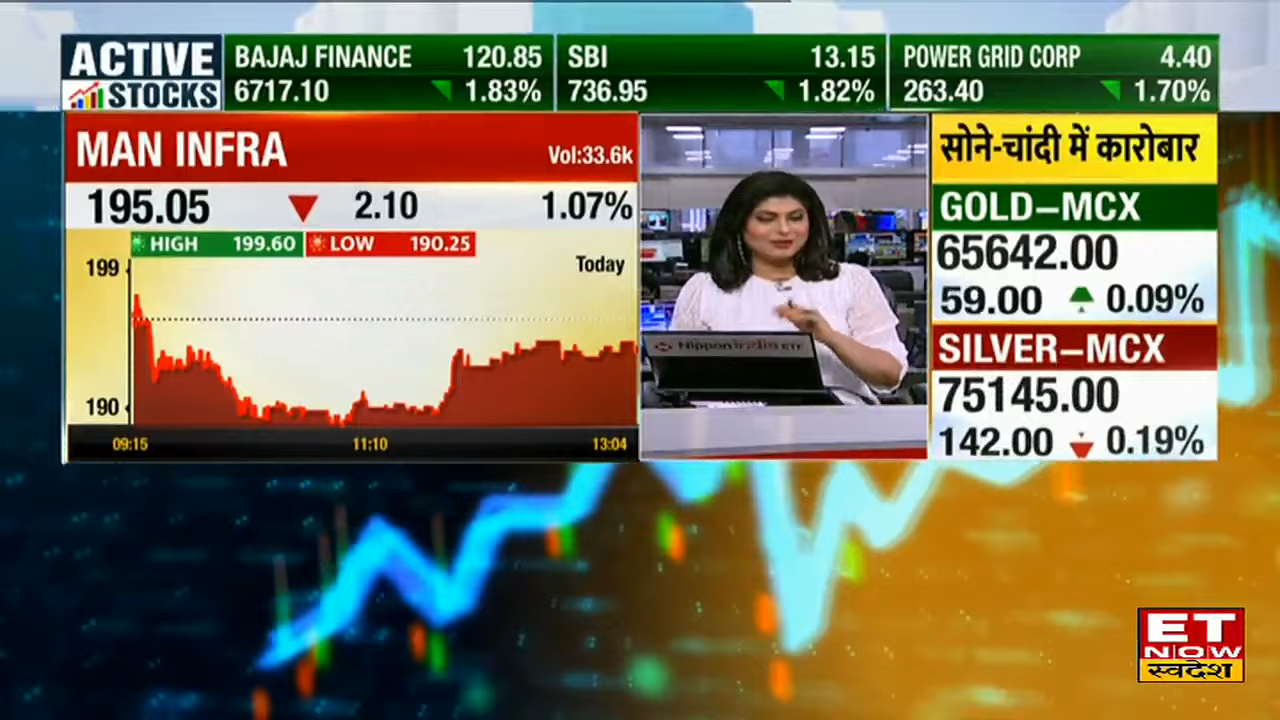 ACTIVE
STOCKS
BAJAJ FINANCE 120.85
6717.10 1.83%
SBI 13.15
736.95 1.82%
POWER GRID CORP 4.40
263.40 1.70%
MAN INFRA Vol:33.6k
195.05 2.10 1.07%
HIGH 199.60 LOW 190.25
Today
199
190
09:15 11:10 13:04
Nippon india ETF
सोने-चांदी में कारोबार
GOLD–MCX
65642.00
59.00 0.09%
SILVER–MCX
75145.00
142.00 0.19%
ET
NOW
स्वदेश